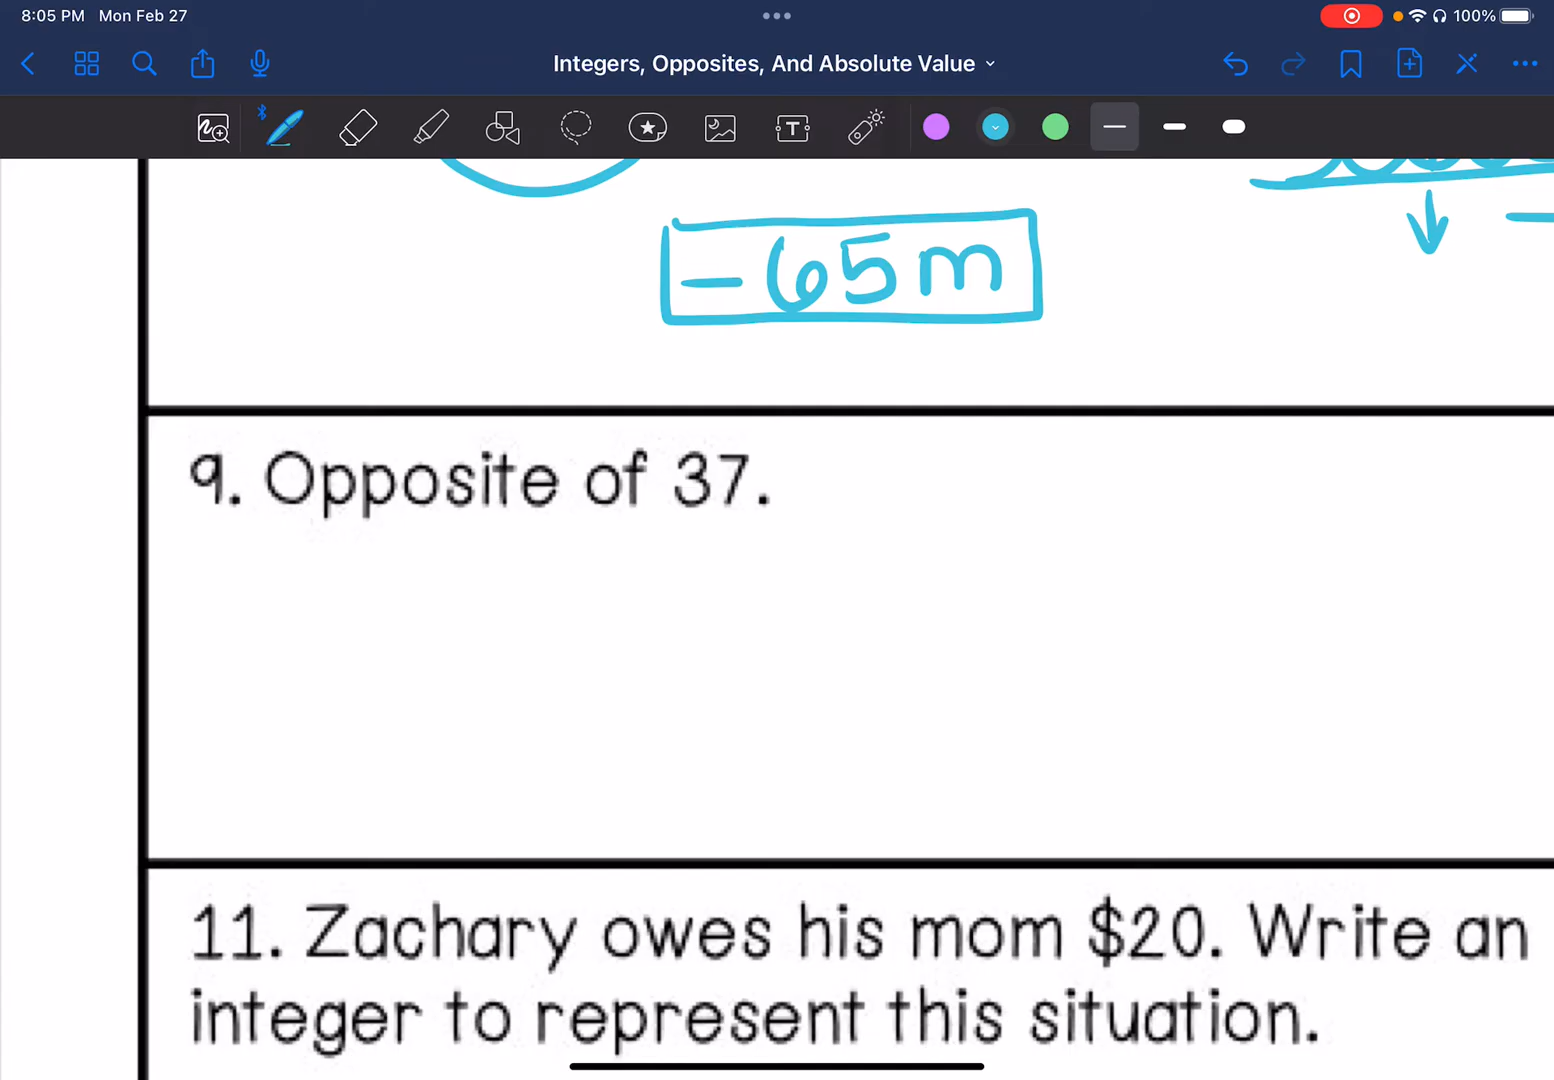 8:05 PM Mon Feb 27
100%
Integers, Opposites, And Absolute Value
T
-65 m
9. Opposite of 37.
11. Zachary owes his mom $20. Write an
integer to represent this situation.